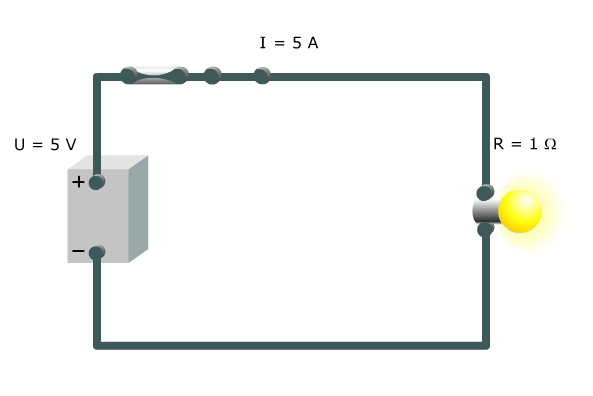 I = 5 A
U = 5 V
R = 1 Ω
+
−